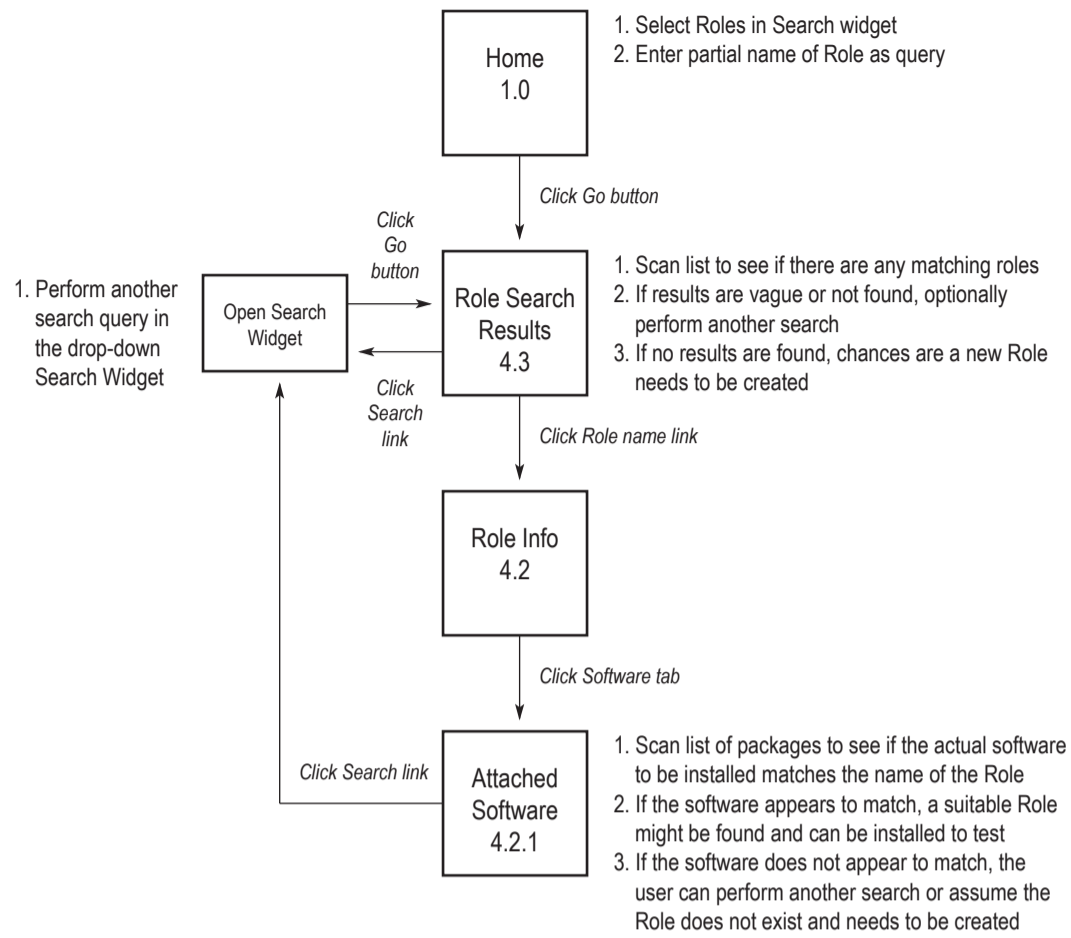 Home
1.0
1. Select Roles in Search widget
2. Enter partial name of Role as query
Click Go button
Click
Go
button
1. Perform another
search query in
the drop-down
Search Widget
Open Search
Widget
Role Search
Results
4.3
1. Scan list to see if there are any matching roles
2. If results are vague or not found, optionally
perform another search
3. If no results are found, chances are a new Role
needs to be created
Click
Search
link
Click Role name link
Role Info
4.2
Click Software tab
Click Search link
Attached
Software
4.2.1
1. Scan list of packages to see if the actual software
to be installed matches the name of the Role
2. If the software appears to match, a suitable Role
might be found and can be installed to test
3. If the software does not appear to match, the
user can perform another search or assume the
Role does not exist and needs to be created